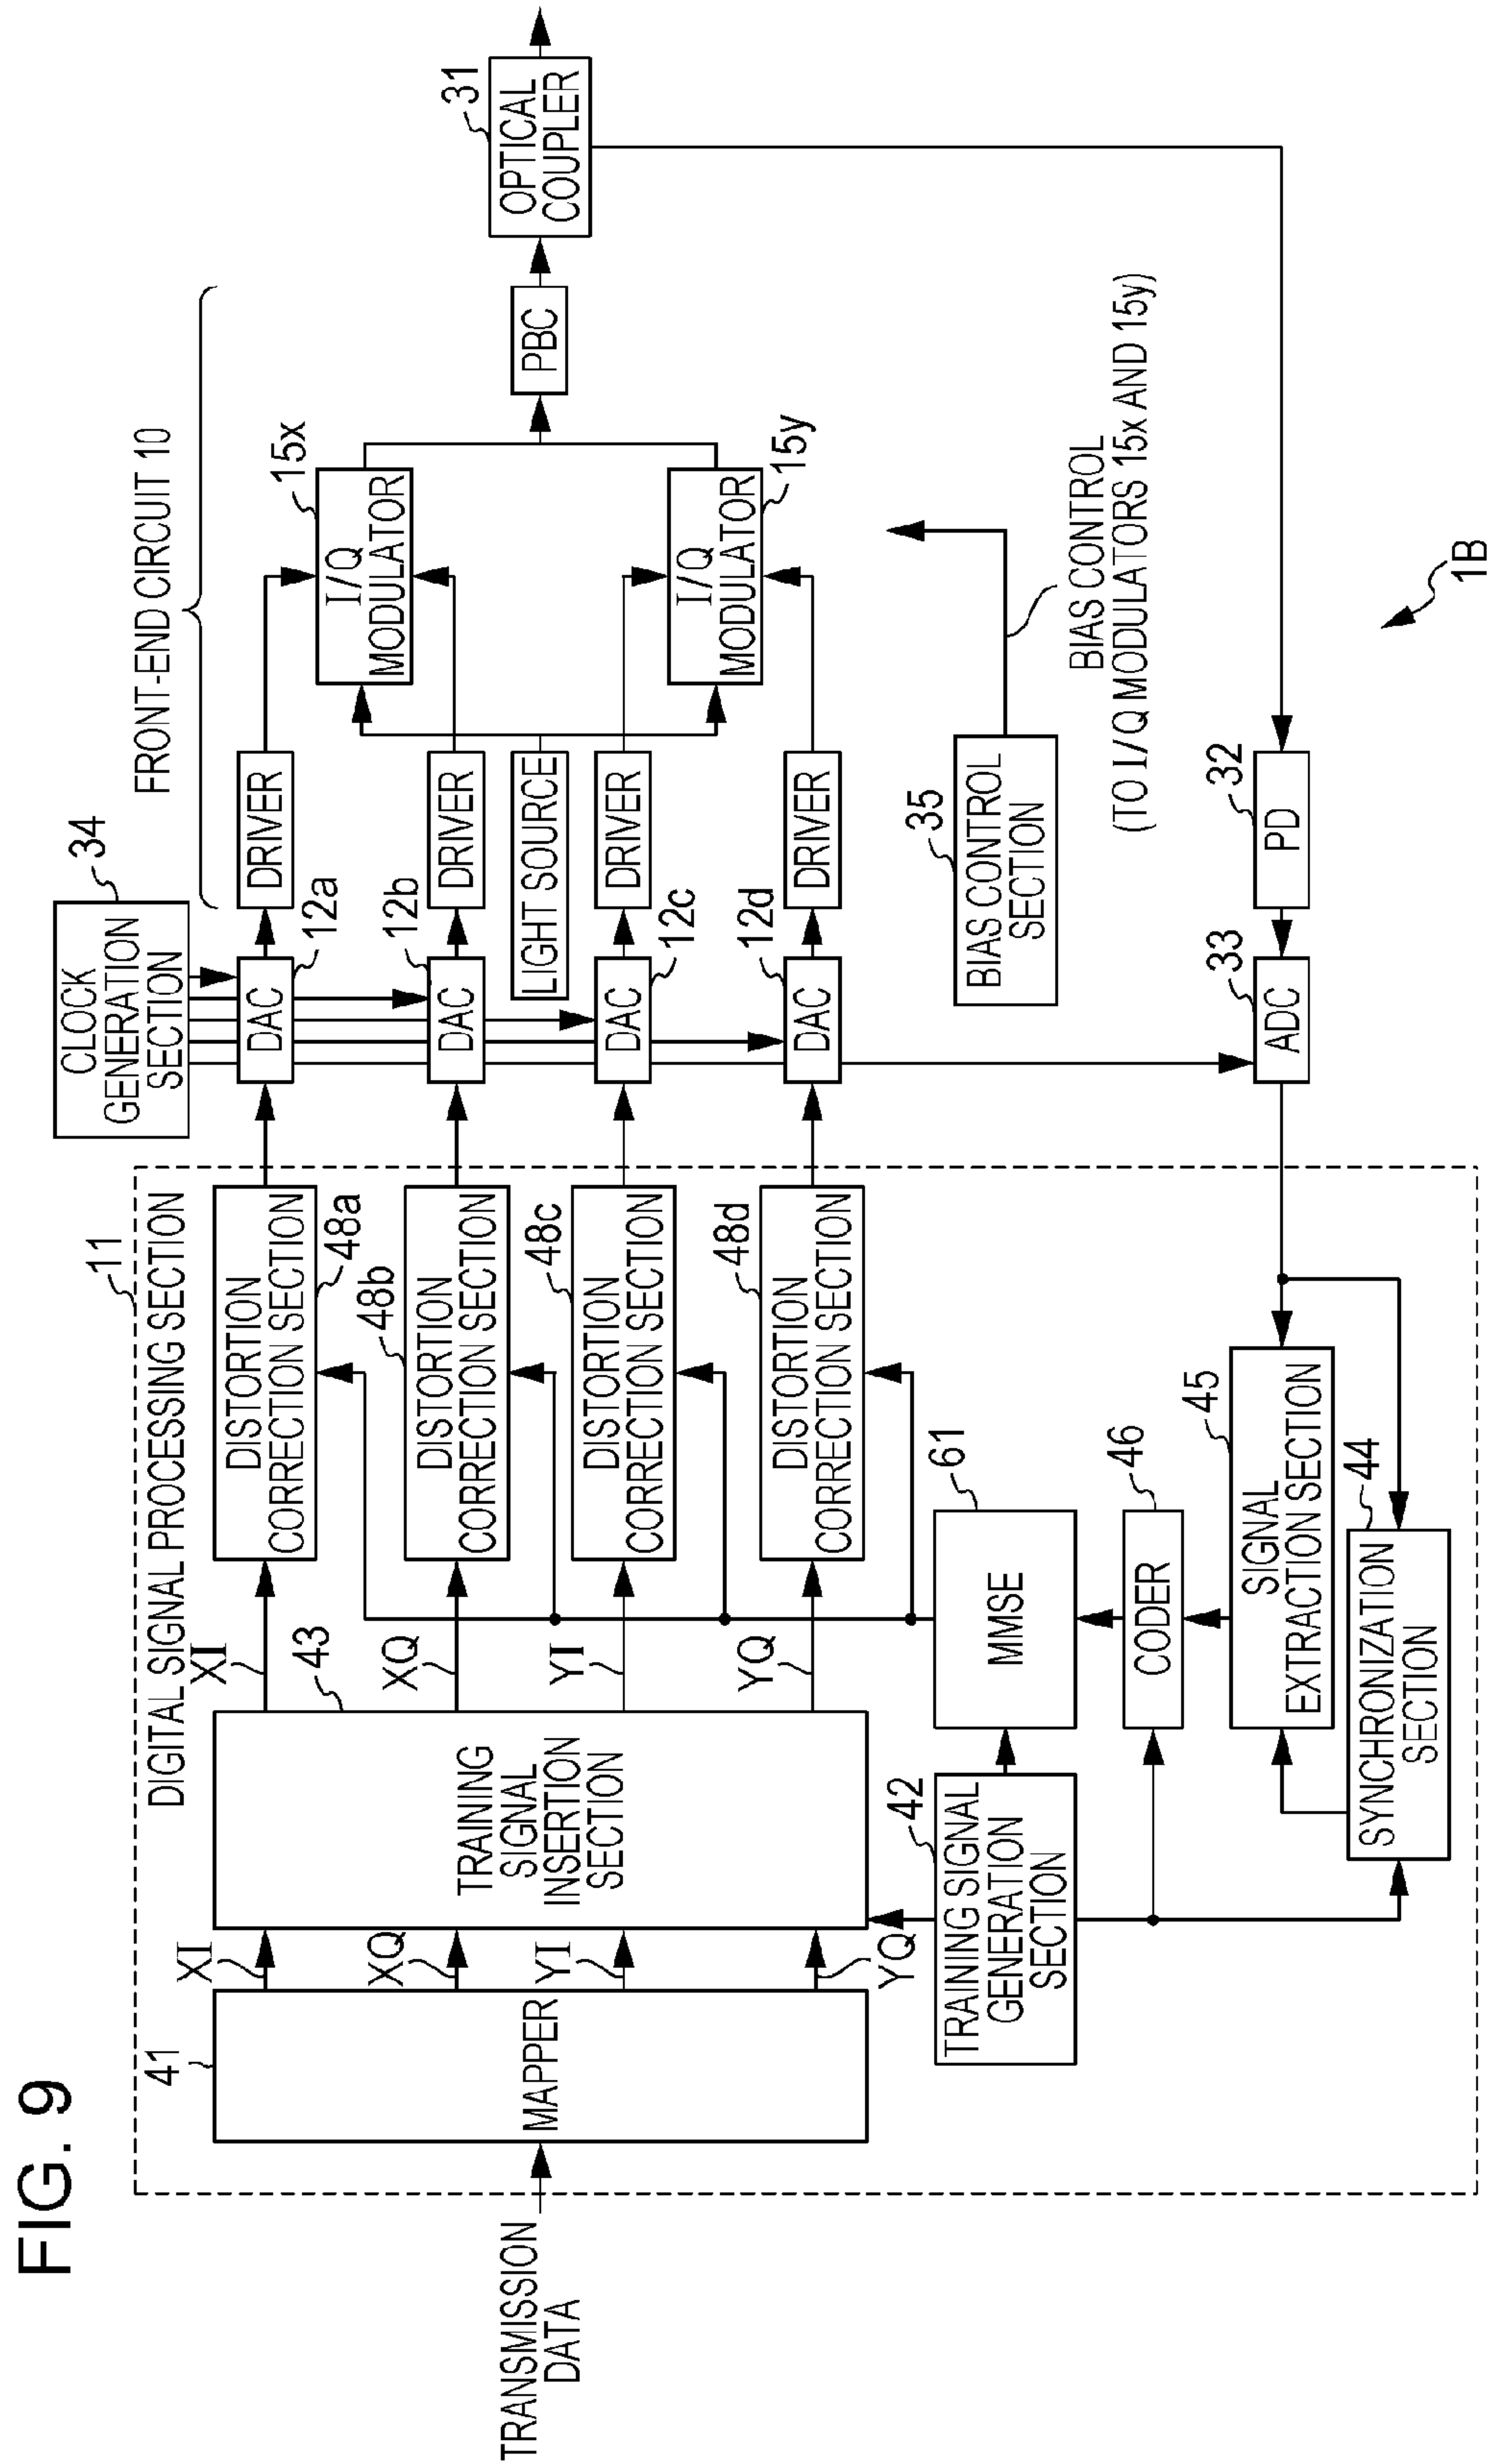 FIG. 9
TRANSMISSION
DATA
11
DIGITAL SIGNAL PROCESSING SECTION
41
MAPPER
XI
XQ
YI
YQ
43
TRAINING
SIGNAL
INSERTION
SECTION
XI
XQ
YI
YQ
DISTORTION
CORRECTION SECTION
48a
DISTORTION
CORRECTION SECTION
48b
DISTORTION
CORRECTION SECTION
48c
DISTORTION
CORRECTION SECTION
48d
42
TRAINING SIGNAL
GENERATION
SECTION
61
MMSE
46
CODER
45
SIGNAL
EXTRACTION SECTION
44
SYNCHRONIZATION
SECTION
34
CLOCK
GENERATION
SECTION
DAC
12a
DAC
12b
DAC
12c
DAC
12d
FRONT-END CIRCUIT 10
DRIVER
DRIVER
LIGHT SOURCE
DRIVER
DRIVER
15x
I/Q
MODULATOR
15y
I/Q
MODULATOR
PBC
31
OPTICAL
COUPLER
35
BIAS CONTROL
SECTION
BIAS CONTROL
(TO I/Q MODULATORS 15x AND 15y)
33
ADC
32
PD
1B